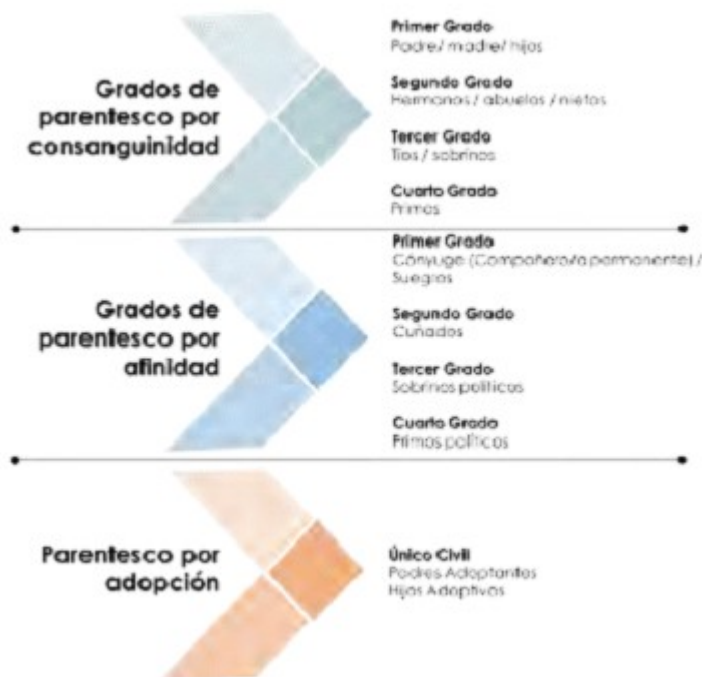 Grados de
parentesco por
consanguinidad
Primer Grado
Padre/ madre/ hijos
Segundo Grado
Hermanos / abuelos / nietos
Tercer Grado
Tíos / sobrinos
Cuarto Grado
Primos
Grados de
parentesco por
afinidad
Primer Grado
Cónyuge (Compañero/a permanente) /
Suegros
Segundo Grado
Cuñados
Tercer Grado
Sobrinos políticos
Cuarto Grado
Primos políticos
Parentesco por
adopción
Único Civil
Padres Adoptantes
Hijos Adoptivos